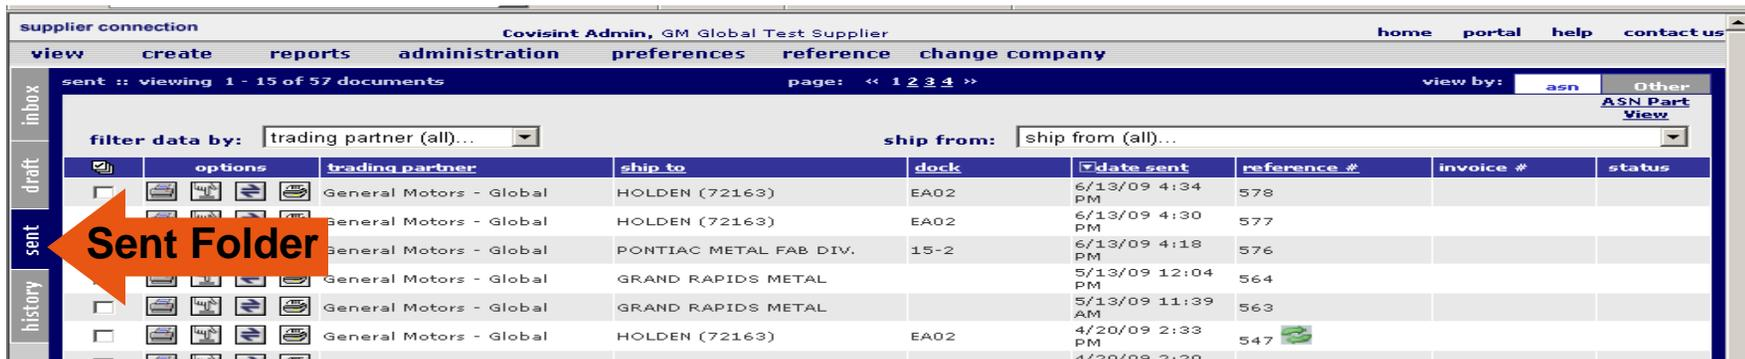 supplier connection
Covisint Admin, GM Global Test Supplier
home portal help contact us
view create reports administration preferences reference change company
sent :: viewing 1 - 15 of 57 documents page: « 1 2 3 4 » view by: asn Other
ASN Part
View
filter data by: trading partner (all)... ship from: ship from (all)...
options trading partner ship to dock date sent reference # invoice # status
General Motors - Global HOLDEN (72163) EA02 6/13/09 4:34 PM 578
General Motors - Global HOLDEN (72163) EA02 6/13/09 4:30 PM 577
General Motors - Global PONTIAC METAL FAB DIV. 15-2 6/13/09 4:18 PM 576
General Motors - Global GRAND RAPIDS METAL 5/13/09 12:04 PM 564
General Motors - Global GRAND RAPIDS METAL 5/13/09 11:39 AM 563
General Motors - Global HOLDEN (72163) EA02 4/20/09 2:33 PM 547
inbox
draft
sent
history
Sent Folder